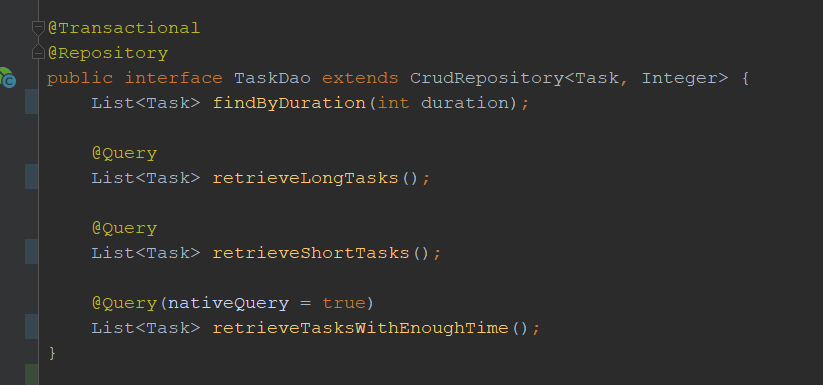 @Transactional
@Repository
public interface TaskDao extends CrudRepository<Task, Integer> {
List<Task> findByDuration(int duration);
@Query
List<Task> retrieveLongTasks();
@Query
List<Task> retrieveShortTasks();
@Query(nativeQuery = true)
List<Task> retrieveTasksWithEnoughTime();
}